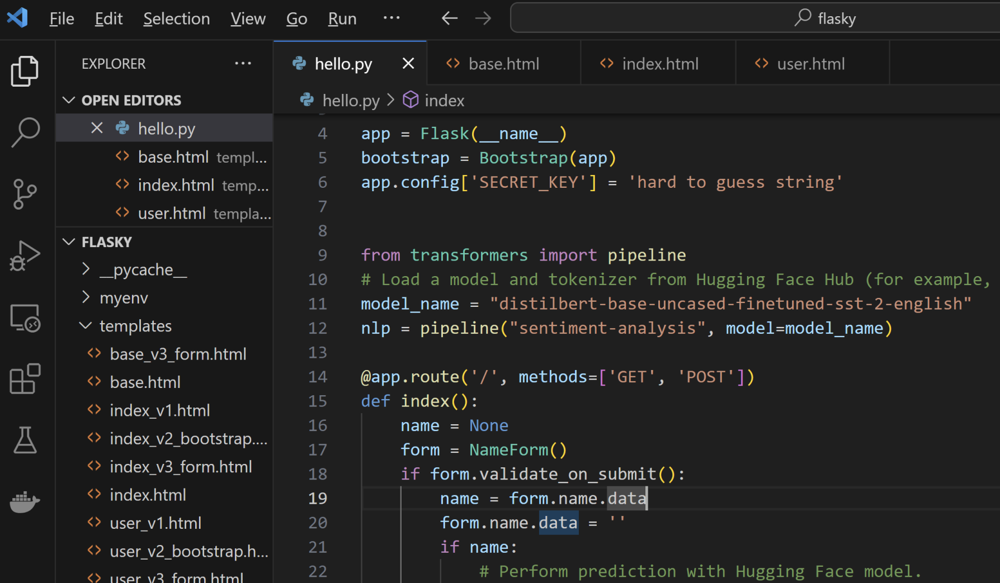 File Edit Selection View Go Run ··· flasky
EXPLORER ···
OPEN EDITORS
hello.py
base.html templ...
index.html temp...
user.html templa...
FLASKY
__pycache__
myenv
templates
base_v3_form.html
base.html
index_v1.html
index_v2_bootstrap....
index_v3_form.html
index.html
user_v1.html
user_v2_bootstrap.h...
user_v3_form.html
hello.py base.html index.html user.html
hello.py > index
4 app = Flask(__name__)
5 bootstrap = Bootstrap(app)
6 app.config['SECRET_KEY'] = 'hard to guess string'
7
8
9 from transformers import pipeline
10 # Load a model and tokenizer from Hugging Face Hub (for example,
11 model_name = "distilbert-base-uncased-finetuned-sst-2-english"
12 nlp = pipeline("sentiment-analysis", model=model_name)
13
14 @app.route('/', methods=['GET', 'POST'])
15 def index():
16 name = None
17 form = NameForm()
18 if form.validate_on_submit():
19 name = form.name.data
20 form.name.data = ''
21 if name:
22 # Perform prediction with Hugging Face model.